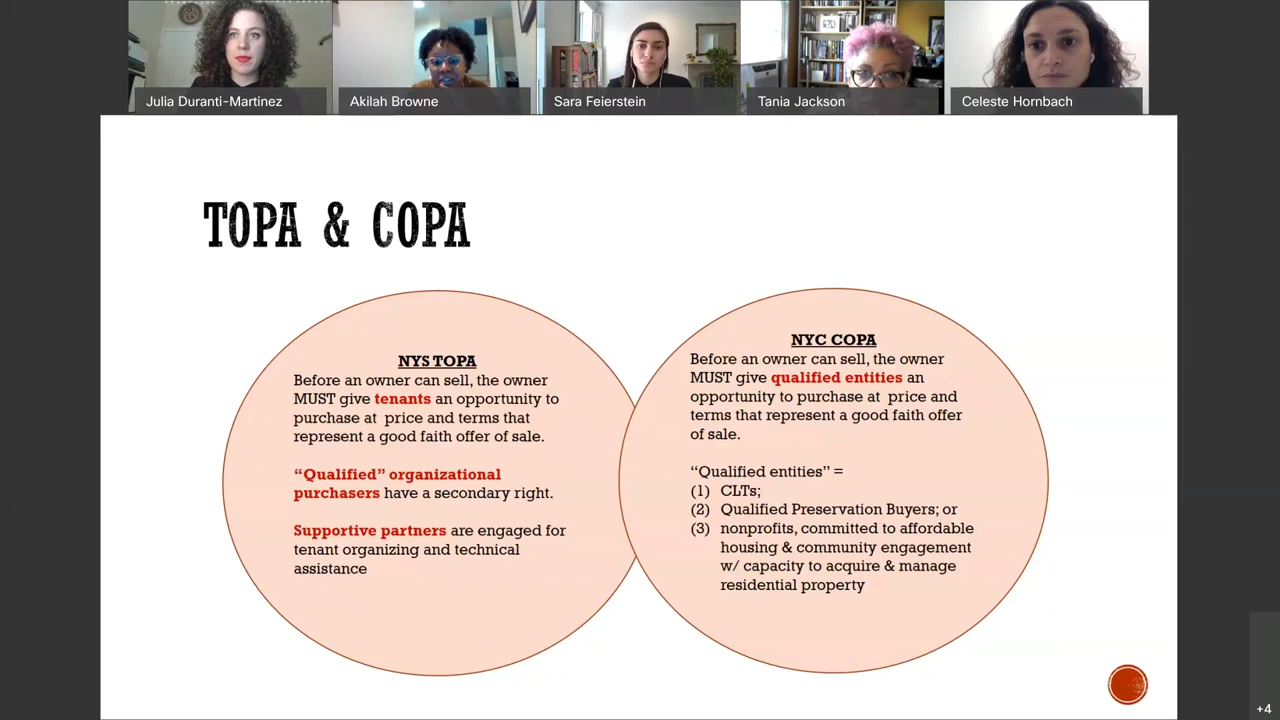 Julia Duranti-Martinez
Akilah Browne
Sara Feierstein
Tania Jackson
Celeste Hornbach
TOPA & COPA
NYS TOPA
Before an owner can sell, the owner
MUST give tenants an opportunity to
purchase at price and terms that
represent a good faith offer of sale.
“Qualified” organizational
purchasers have a secondary right.
Supportive partners are engaged for
tenant organizing and technical
assistance
NYC COPA
Before an owner can sell, the owner
MUST give qualified entities an
opportunity to purchase at price and
terms that represent a good faith offer
of sale.
“Qualified entities” =
(1) CLTs;
(2) Qualified Preservation Buyers; or
(3) nonprofits, committed to affordable
housing & community engagement
w/ capacity to acquire & manage
residential property
+4